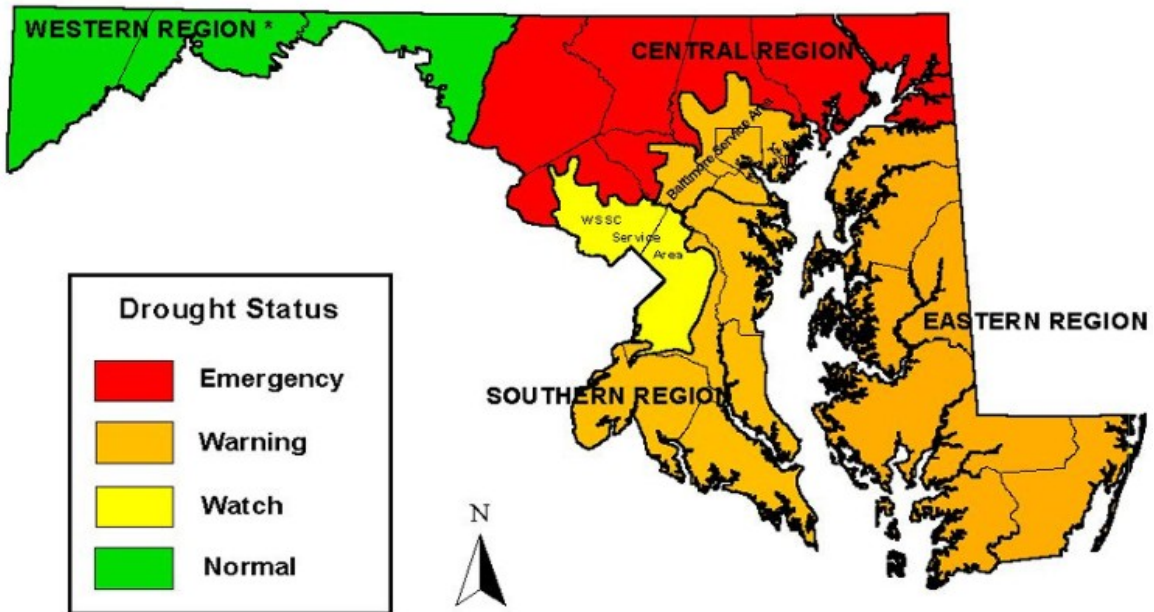 WESTERN REGION *
CENTRAL REGION
Baltimore Service Area
WSSC
Service
Area
EASTERN REGION
SOUTHERN REGION
Drought Status
Emergency
Warning
Watch
Normal
N